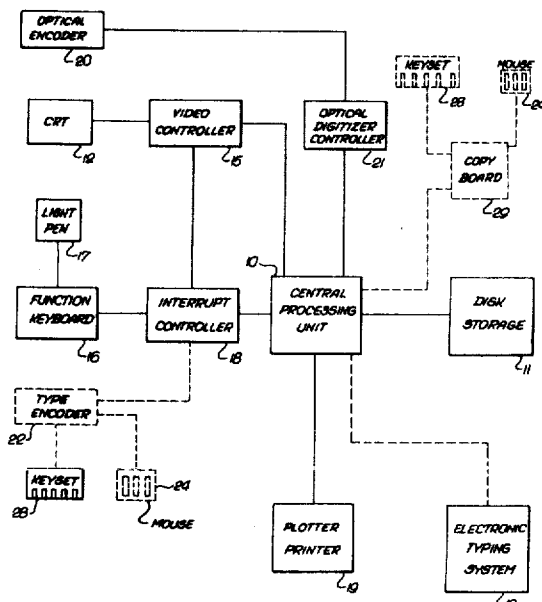 OPTICAL
ENCODER
20
KEYSET
28
MOUSE
CRT
12
VIDEO
CONTROLLER
15
OPTICAL
DIGITIZER
CONTROLLER
21
COPY
BOARD
29
LIGHT
PEN
17
10
FUNCTION
KEYBOARD
16
INTERRUPT
CONTROLLER
18
CENTRAL
PROCESSING
UNIT
DISK
STORAGE
11
TYPE
ENCODER
22
KEYSET
28
24
MOUSE
PLOTTER
PRINTER
19
ELECTRONIC
TYPING
SYSTEM